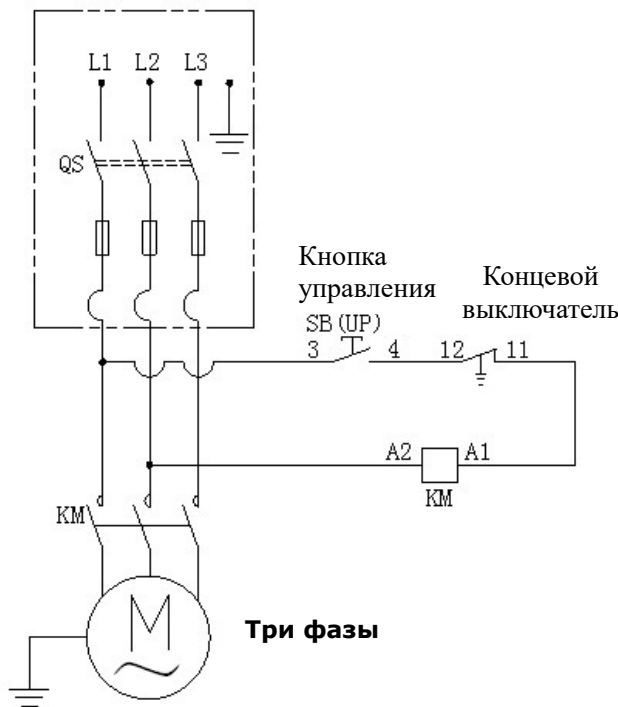 L1 L2 L3
QS
Кнопка
управления
Концевой
выключатель
SB(UP)
3 4 12 11
A2 A1
KM
KM
M
Три фазы